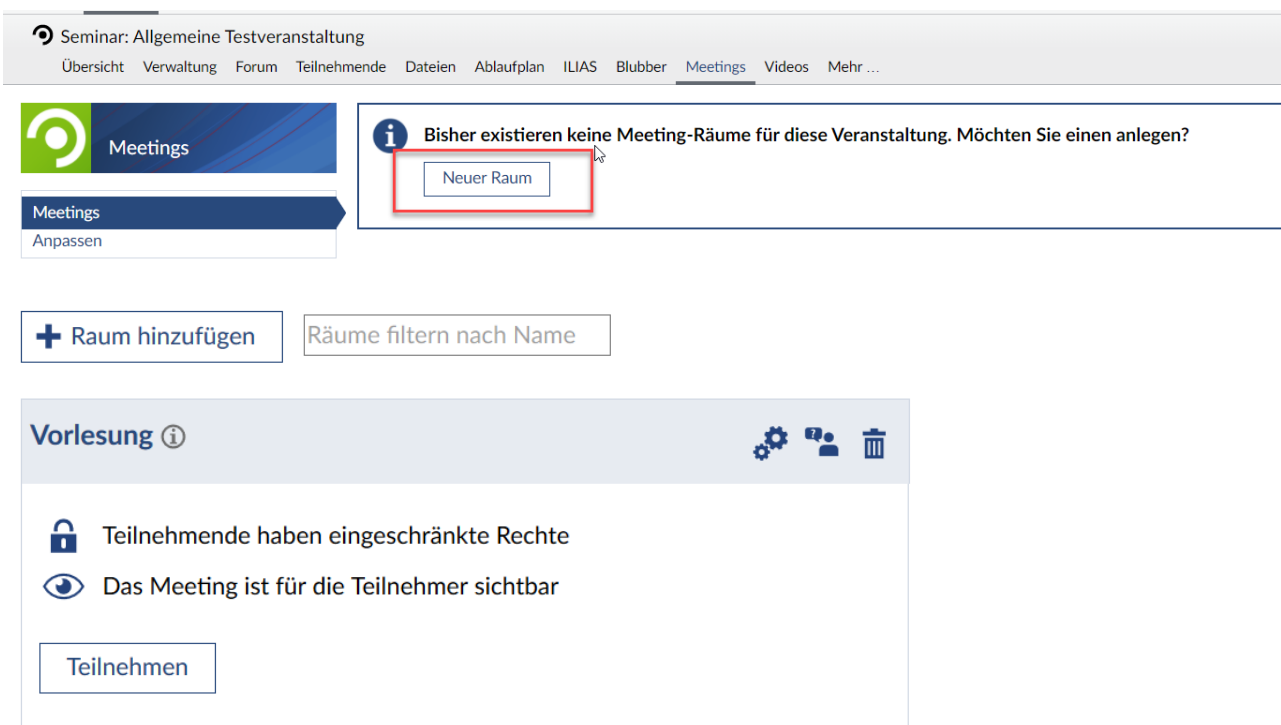 Seminar: Allgemeine Testveranstaltung
Übersicht Verwaltung Forum Teilnehmende Dateien Ablaufplan ILIAS Blubber Meetings Videos Mehr ...
Meetings
Bisher existieren keine Meeting-Räume für diese Veranstaltung. Möchten Sie einen anlegen?
Neuer Raum
Meetings
Anpassen
Raum hinzufügen
Räume filtern nach Name
Vorlesung
Teilnehmende haben eingeschränkte Rechte
Das Meeting ist für die Teilnehmer sichtbar
Teilnehmen